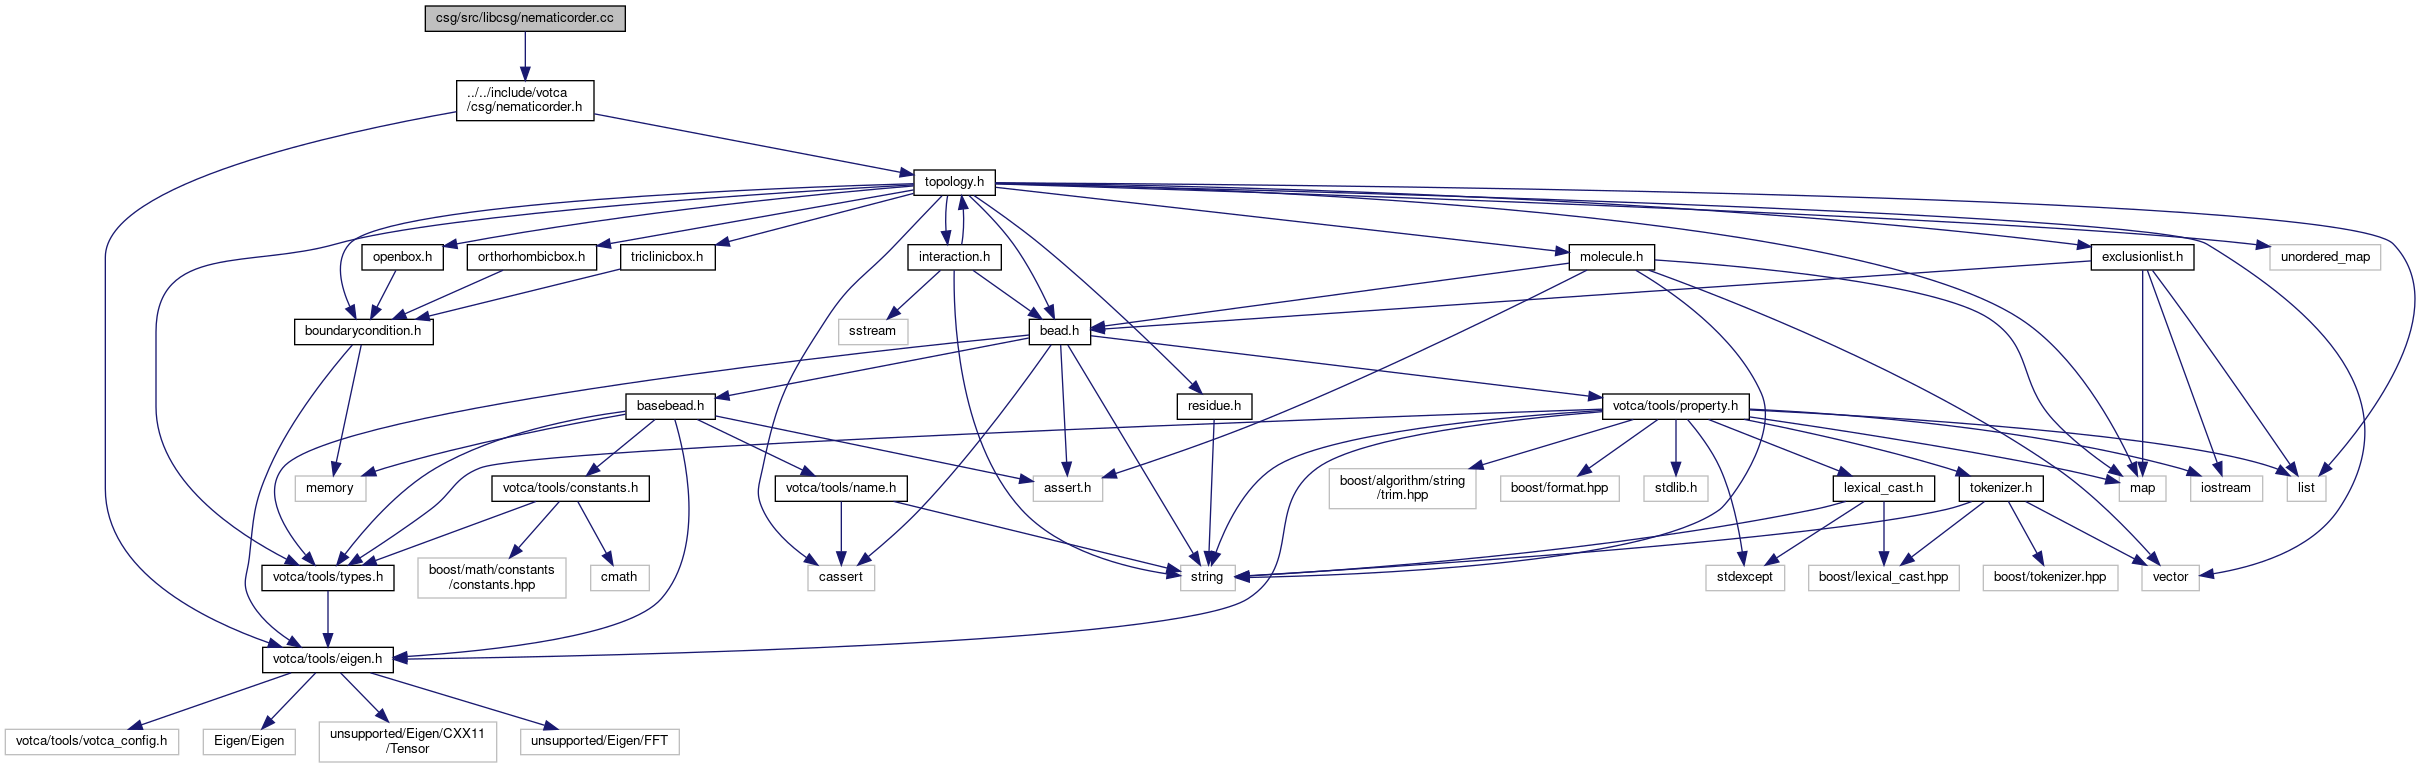 csg/src/libcsg/nematicorder.cc
../../include/votca
/csg/nematicorder.h
topology.h
openbox.h
orthorhombicbox.h
triclinicbox.h
interaction.h
molecule.h
exclusionlist.h
unordered_map
boundarycondition.h
sstream
bead.h
basebead.h
residue.h
votca/tools/property.h
memory
votca/tools/constants.h
votca/tools/name.h
assert.h
boost/algorithm/string
/trim.hpp
boost/format.hpp
stdlib.h
lexical_cast.h
tokenizer.h
map
iostream
list
votca/tools/types.h
boost/math/constants
/constants.hpp
cmath
cassert
string
stdexcept
boost/lexical_cast.hpp
boost/tokenizer.hpp
vector
votca/tools/eigen.h
votca/tools/votca_config.h
Eigen/Eigen
unsupported/Eigen/CXX11
/Tensor
unsupported/Eigen/FFT